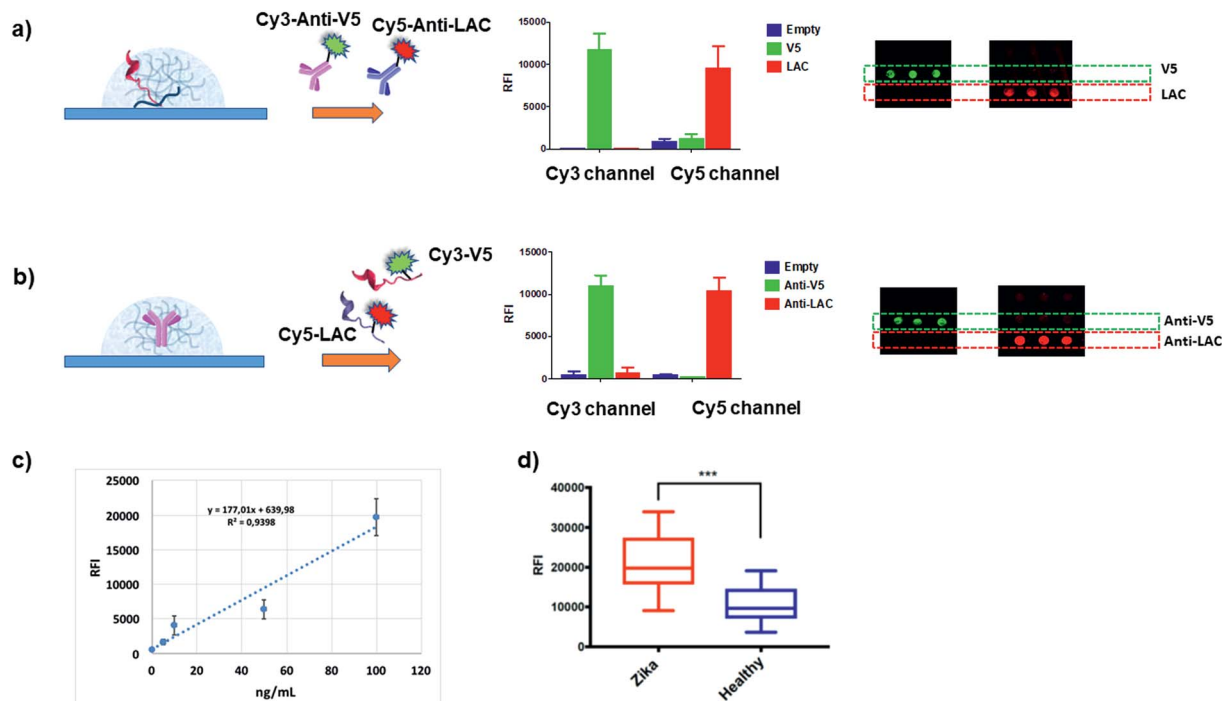 a)
Cy3-Anti-V5
Cy5-Anti-LAC
RFI
15000
10000
5000
0
Cy3 channel
Cy5 channel
Empty
V5
LAC
V5
LAC
b)
Cy3-V5
Cy5-LAC
RFI
15000
10000
5000
0
Cy3 channel
Cy5 channel
Empty
Anti-V5
Anti-LAC
Anti-V5
Anti-LAC
c)
RFI
25000
20000
15000
10000
5000
0
y = 177,01x + 639,98
R² = 0,9398
0 20 40 60 80 100 120
ng/mL
d)
RFI
40000
30000
20000
10000
0
***
Zika
Healthy